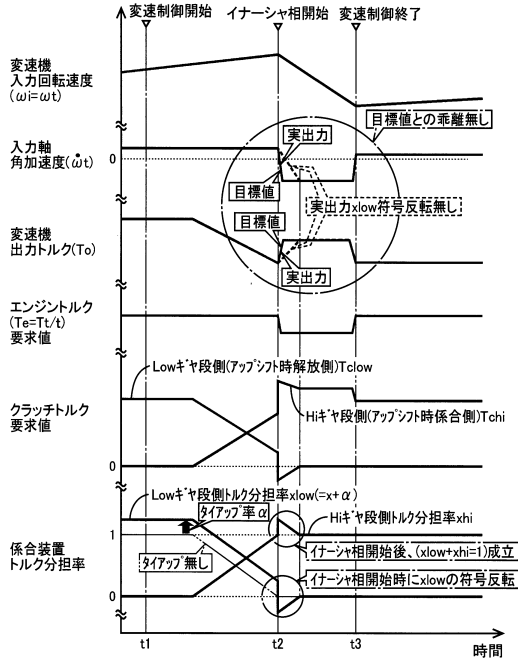 変速制御開始 イナーシャ相開始 変速制御終了
変速機
入力回転速度
(ωi=ωt)
目標値との乖離無し
実出力
入力軸
角加速度(ω̇t)
0
目標値
目標値
実出力xlow符号反転無し
変速機
出力トルク(To)
実出力
エンジントルク
(Te=Tt/t)
要求値
Lowギヤ段側(アップシフト時解放側)Tclow
Hiギヤ段側(アップシフト時係合側)Tchi
クラッチトルク
要求値
0
Lowギヤ段側トルク分担率xlow(=x+α)
タイアップ率α
Hiギヤ段側トルク分担率xhi
1
係合装置
トルク分担率
イナーシャ相開始後、(xlow+xhi=1)成立
タイアップ無し
イナーシャ相開始時にxlowの符号反転
0
t1 t2 t3
時間